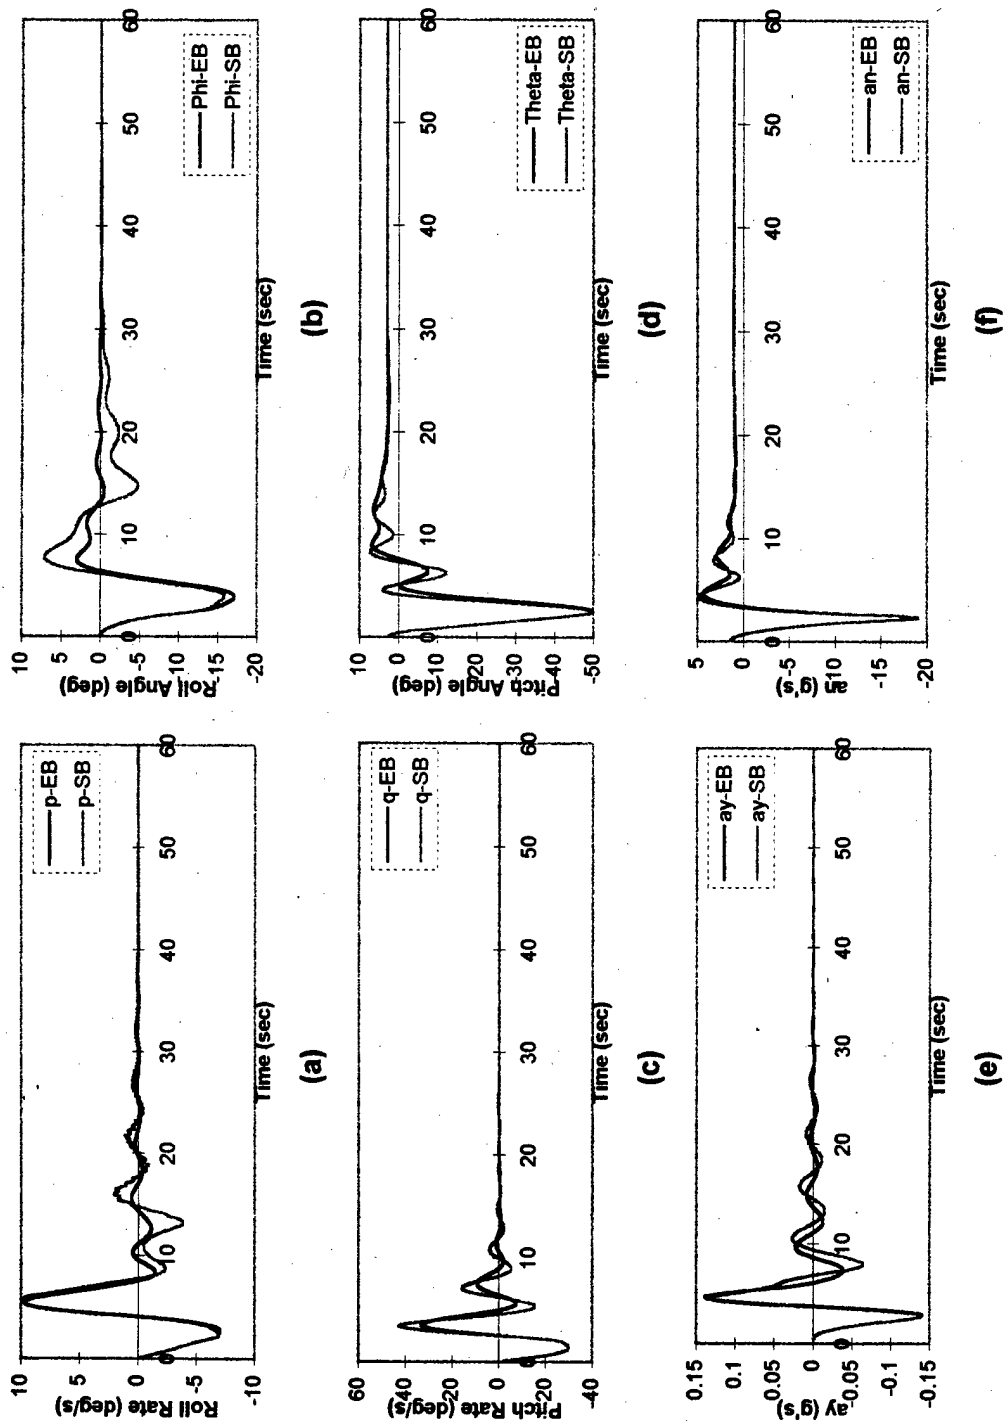 Roll Rate (deg/s)
10
5
0
-5
-10
0
10
20
30
40
50
60
p-EB
p-SB
Time (sec)
(a)
Roll Angle (deg)
10
5
0
-5
-10
-15
-20
0
10
20
30
40
50
60
Phi-EB
Phi-SB
Time (sec)
(b)
Pitch Rate (deg/s)
60
40
20
0
-20
-40
0
10
20
30
40
50
60
q-EB
q-SB
Time (sec)
(c)
Pitch Angle (deg)
10
0
-10
-20
-30
-40
-50
0
10
20
30
40
50
60
Theta-EB
Theta-SB
Time (sec)
(d)
ay (g's)
0.15
0.1
0.05
0
-0.05
-0.1
-0.15
0
10
20
30
40
50
60
ay-EB
ay-SB
Time (sec)
(e)
an (g's)
5
0
-5
-10
-15
-20
0
10
20
30
40
50
60
an-EB
an-SB
Time (sec)
(f)